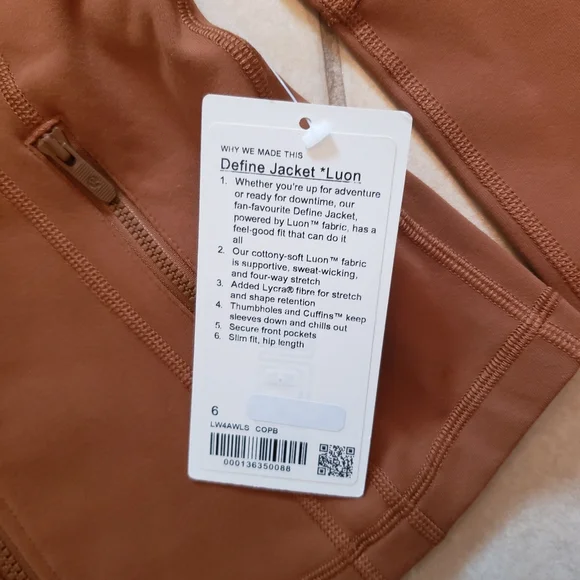 WHY WE MADE THIS
Define Jacket *Luon
1. Whether you're up for adventure
or ready for downtime, our
fan-favourite Define Jacket,
powered by Luon™ fabric, has a
feel-good fit that can do it
all
2. Our cottony-soft Luon™ fabric
is supportive, sweat-wicking,
and four-way stretch
3. Added Lycra® fibre for stretch
and shape retention
4. Thumbholes and Cuffins™ keep
sleeves down and chills out
5. Secure front pockets
6. Slim fit, hip length
6
LW4AWLS COPB
000136350088